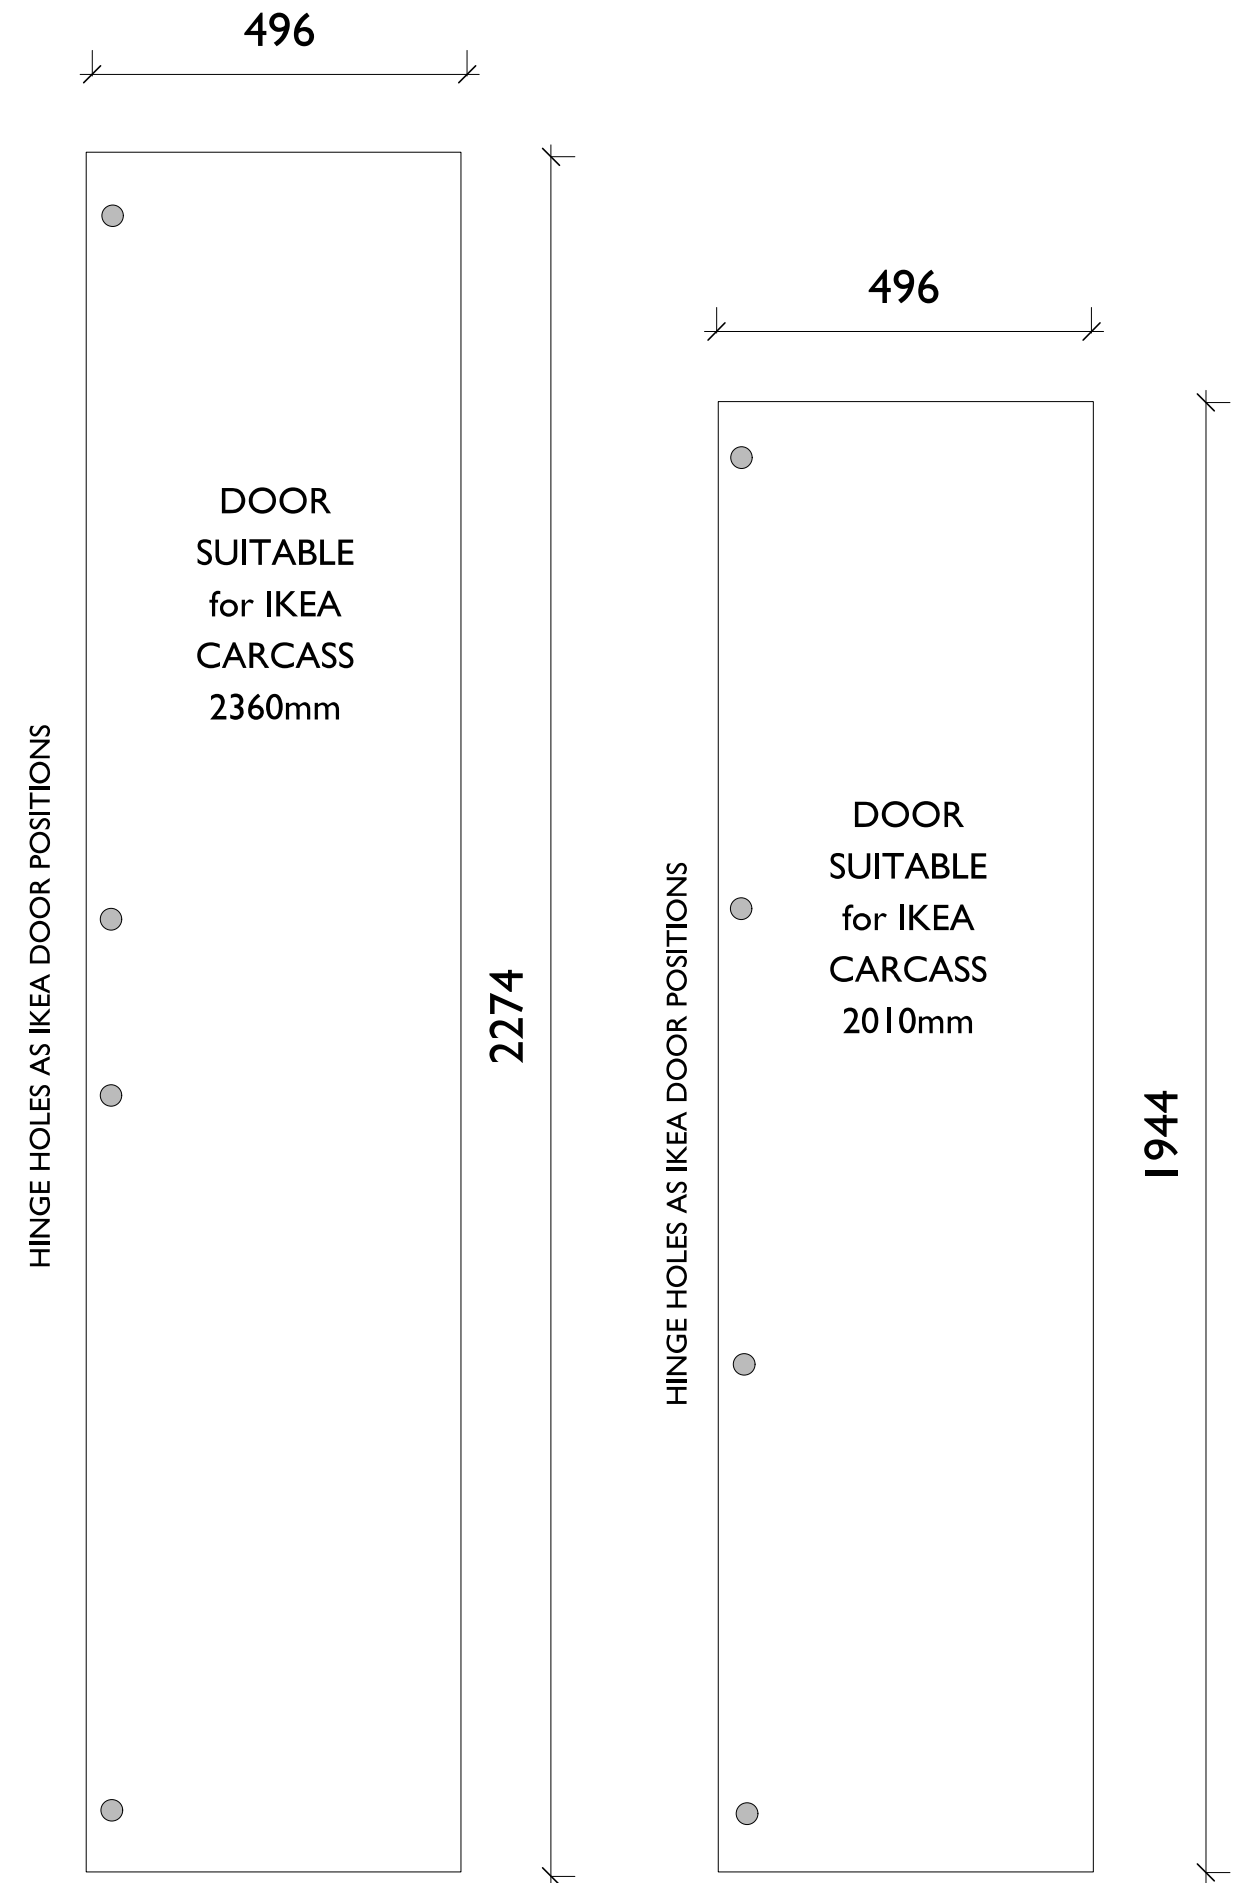 496
DOOR
SUITABLE
for IKEA
CARCASS
2360mm
HINGE HOLES AS IKEA DOOR POSITIONS
2274
496
DOOR
SUITABLE
for IKEA
CARCASS
2010mm
HINGE HOLES AS IKEA DOOR POSITIONS
1944